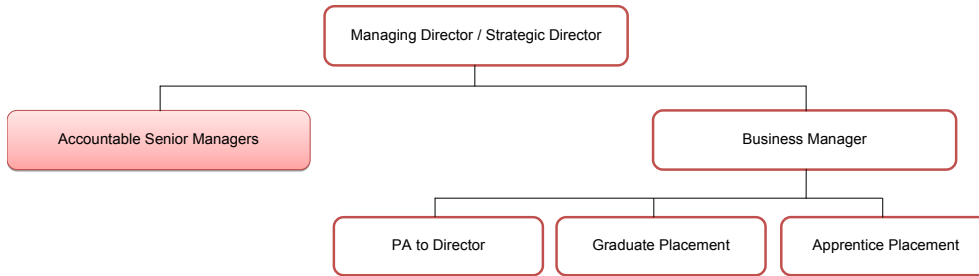 Managing Director / Strategic Director
Accountable Senior Managers
Business Manager
PA to Director
Graduate Placement
Apprentice Placement